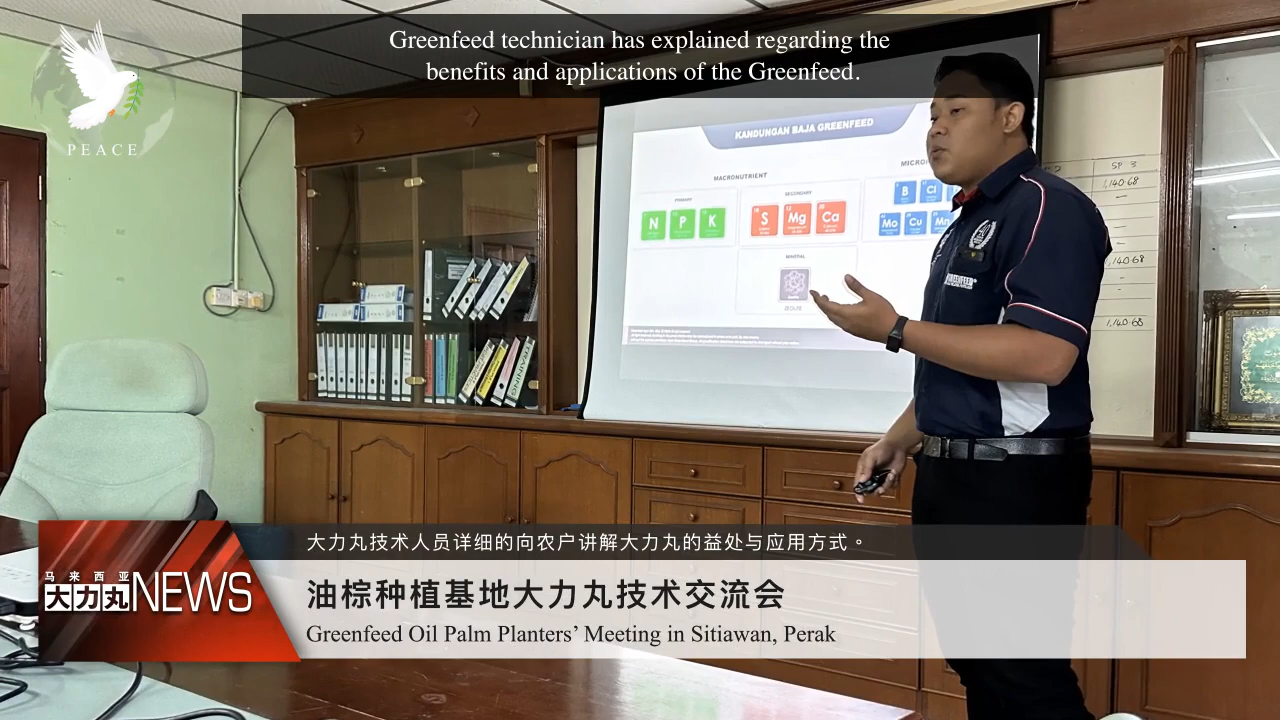 Greenfeed technician has explained regarding the
benefits and applications of the Greenfeed.
PEACE
KANDUNGAN BAJA GREENFEED
MACRONUTRIENT
PRIMARY
SECONDARY
N P K
S Mg Ca
B Cl
Mo Cu Mn
MINERAL
ZEOLITE
SP 3
1,140.68
1,140.68
1,140.68
TRAINING
大力丸技术人员详细的向农户讲解大力丸的益处与应用方式。
马来西亚
大力丸NEWS
油棕种植基地大力丸技术交流会
Greenfeed Oil Palm Planters’ Meeting in Sitiawan, Perak